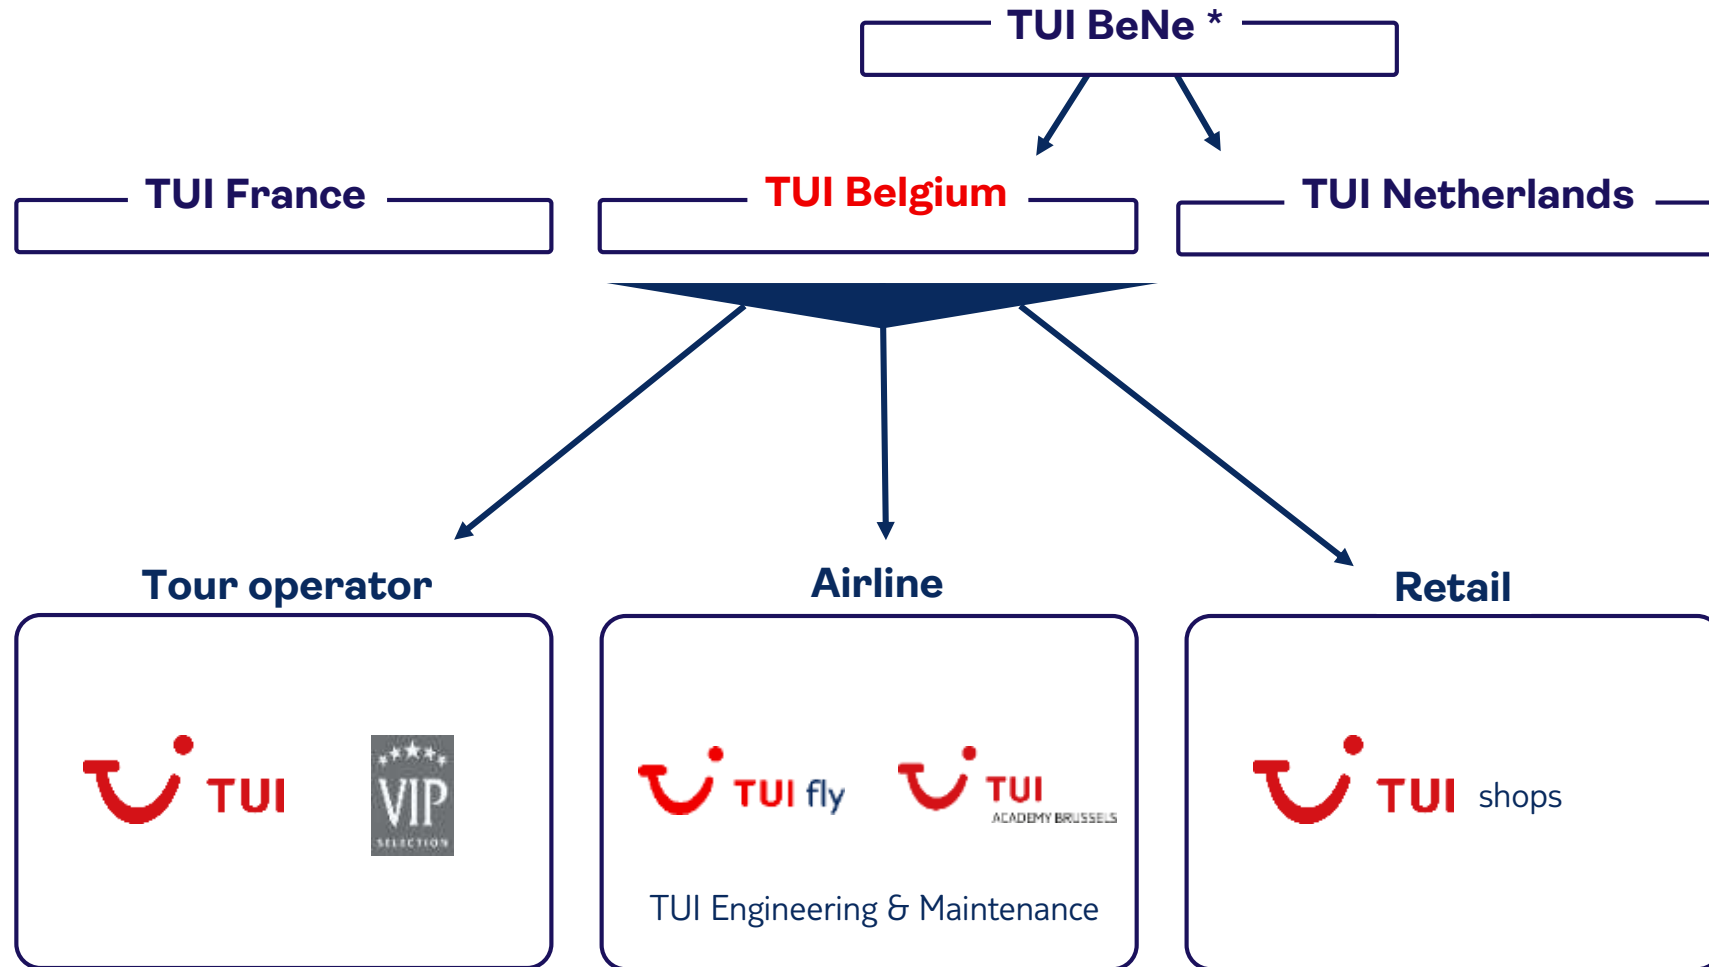 TUI BeNe *
TUI France
TUI Belgium
TUI Netherlands
Tour operator
Airline
Retail
TUI
VIP
SELECTION
TUI fly
TUI
ACADEMY BRUSSELS
TUI shops
TUI Engineering & Maintenance